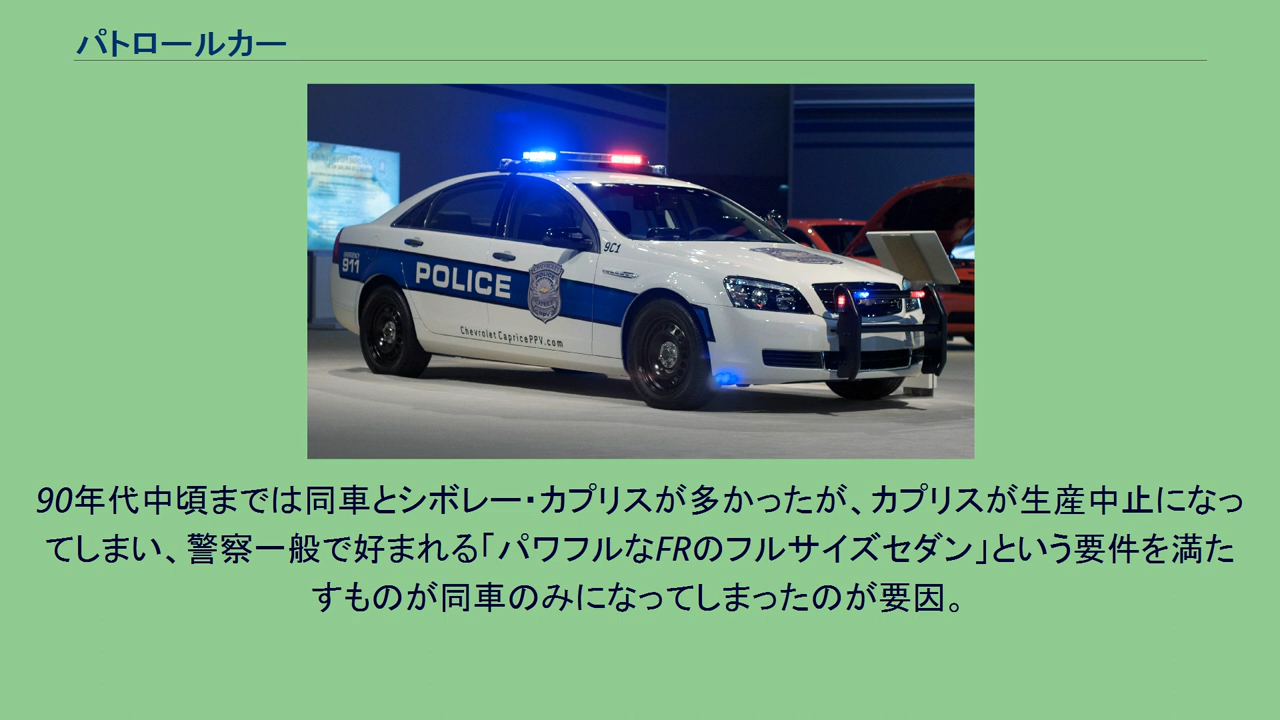 パトロールカー
911
POLICE
9C1
ChevroletCapricePPV.com
90年代中頃までは同車とシボレー・カプリスが多かったが、カプリスが生産中止になっ
てしまい、警察一般で好まれる「パワフルなFRのフルサイズセダン」という要件を満た
すものが同車のみになってしまったのが要因。